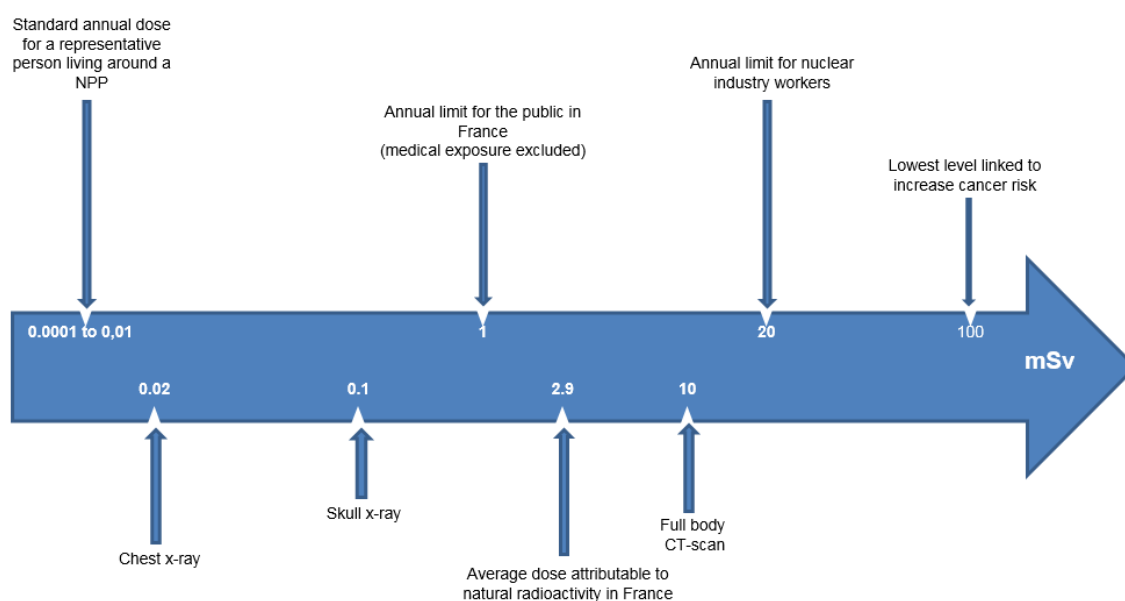 Standard annual dose
for a representative
person living around a
NPP
Annual limit for the public in
France
(medical exposure excluded)
Annual limit for nuclear
industry workers
Lowest level linked to
increase cancer risk
0.0001 to 0,01
1
20
100
mSv
0.02
0.1
2.9
10
Chest x-ray
Skull x-ray
Average dose attributable to
natural radioactivity in France
Full body
CT-scan